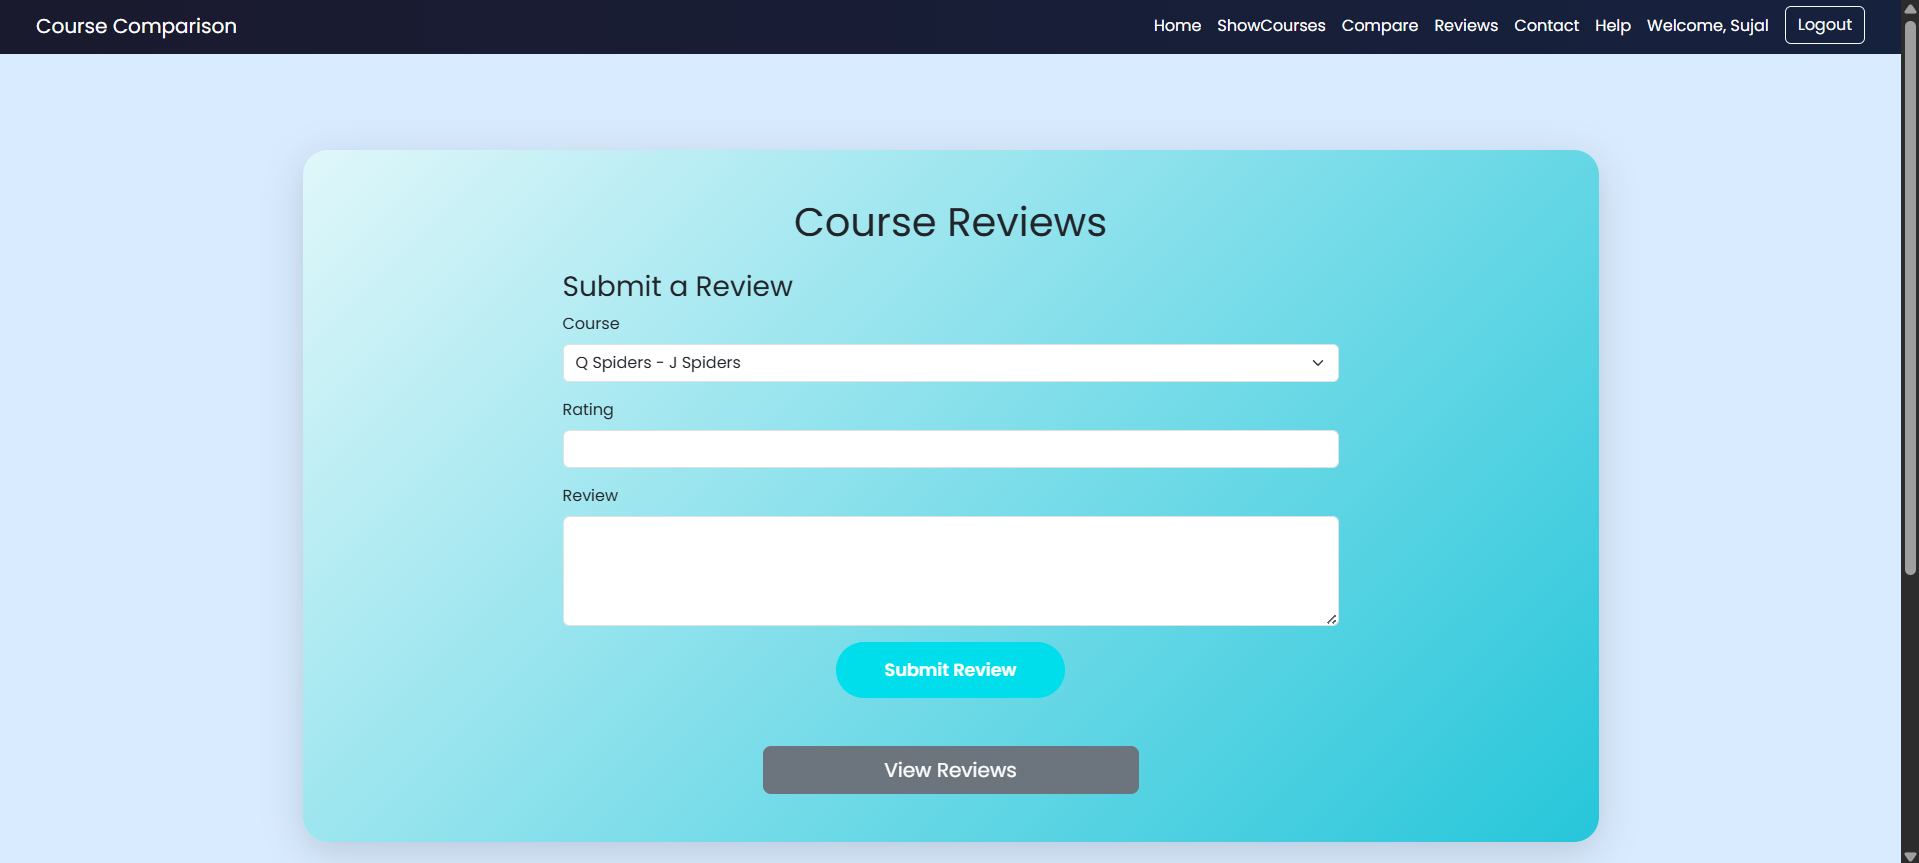 Course Comparison Home ShowCourses Compare Reviews Contact Help Welcome, Sujal Logout
Course Reviews
Submit a Review
Course
Q Spiders - J Spiders
Rating
Review
Submit Review
View Reviews